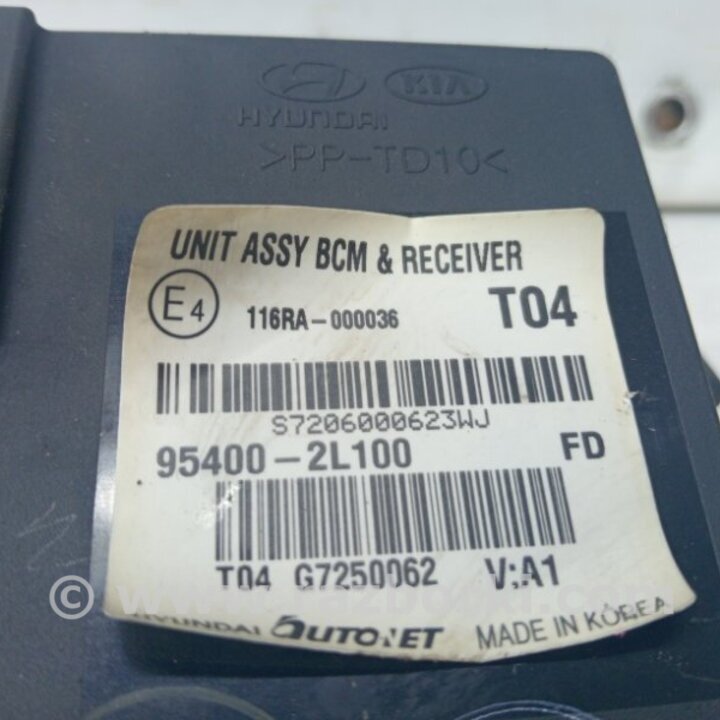 KIA
HYUNDAI
>PP-TD10<
UNIT ASSY BCM & RECEIVER
E4 116RA-000036 T04
S7206000623WJ
95400-2L100 FD
T04 G7250062 V:A1
©
HYUNDAI AUTONET MADE IN KOREA